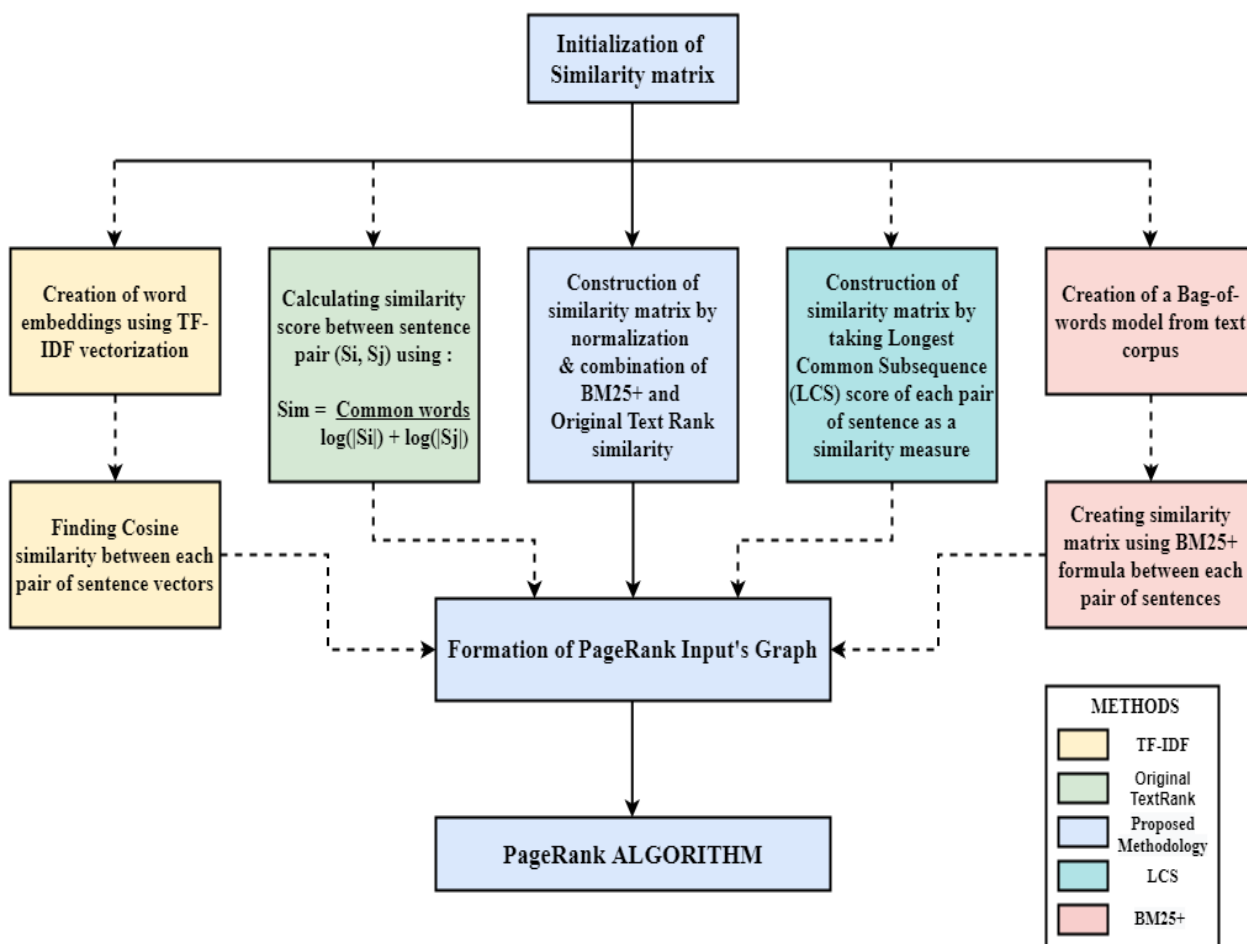 Initialization of
Similarity matrix
Creation of word
embeddings using TF-
IDF vectorization
Calculating similarity
score between sentence
pair (Si, Sj) using :
Sim = Common words
log(|Si|) + log(|Sj|)
Construction of
similarity matrix by
normalization
& combination of
BM25+ and
Original Text Rank
similarity
Construction of
similarity matrix by
taking Longest
Common Subsequence
(LCS) score of each pair
of sentence as a
similarity measure
Creation of a Bag-of-
words model from text
corpus
Finding Cosine
similarity between each
pair of sentence vectors
Creating similarity
matrix using BM25+
formula between each
pair of sentences
Formation of PageRank Input's Graph
PageRank ALGORITHM
METHODS
TF-IDF
Original
TextRank
Proposed
Methodology
LCS
BM25+